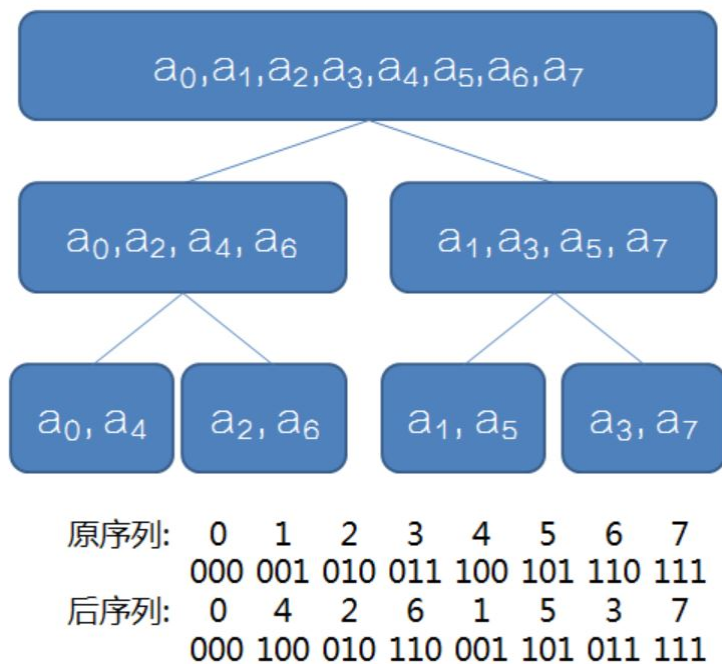 a₀,a₁,a₂,a₃,a₄,a₅,a₆,a₇
a₀,a₂, a₄, a₆
a₁,a₃, a₅, a₇
a₀, a₄
a₂, a₆
a₁, a₅
a₃, a₇
原序列: 0 1 2 3 4 5 6 7
000 001 010 011 100 101 110 111
后序列: 0 4 2 6 1 5 3 7
000 100 010 110 001 101 011 111